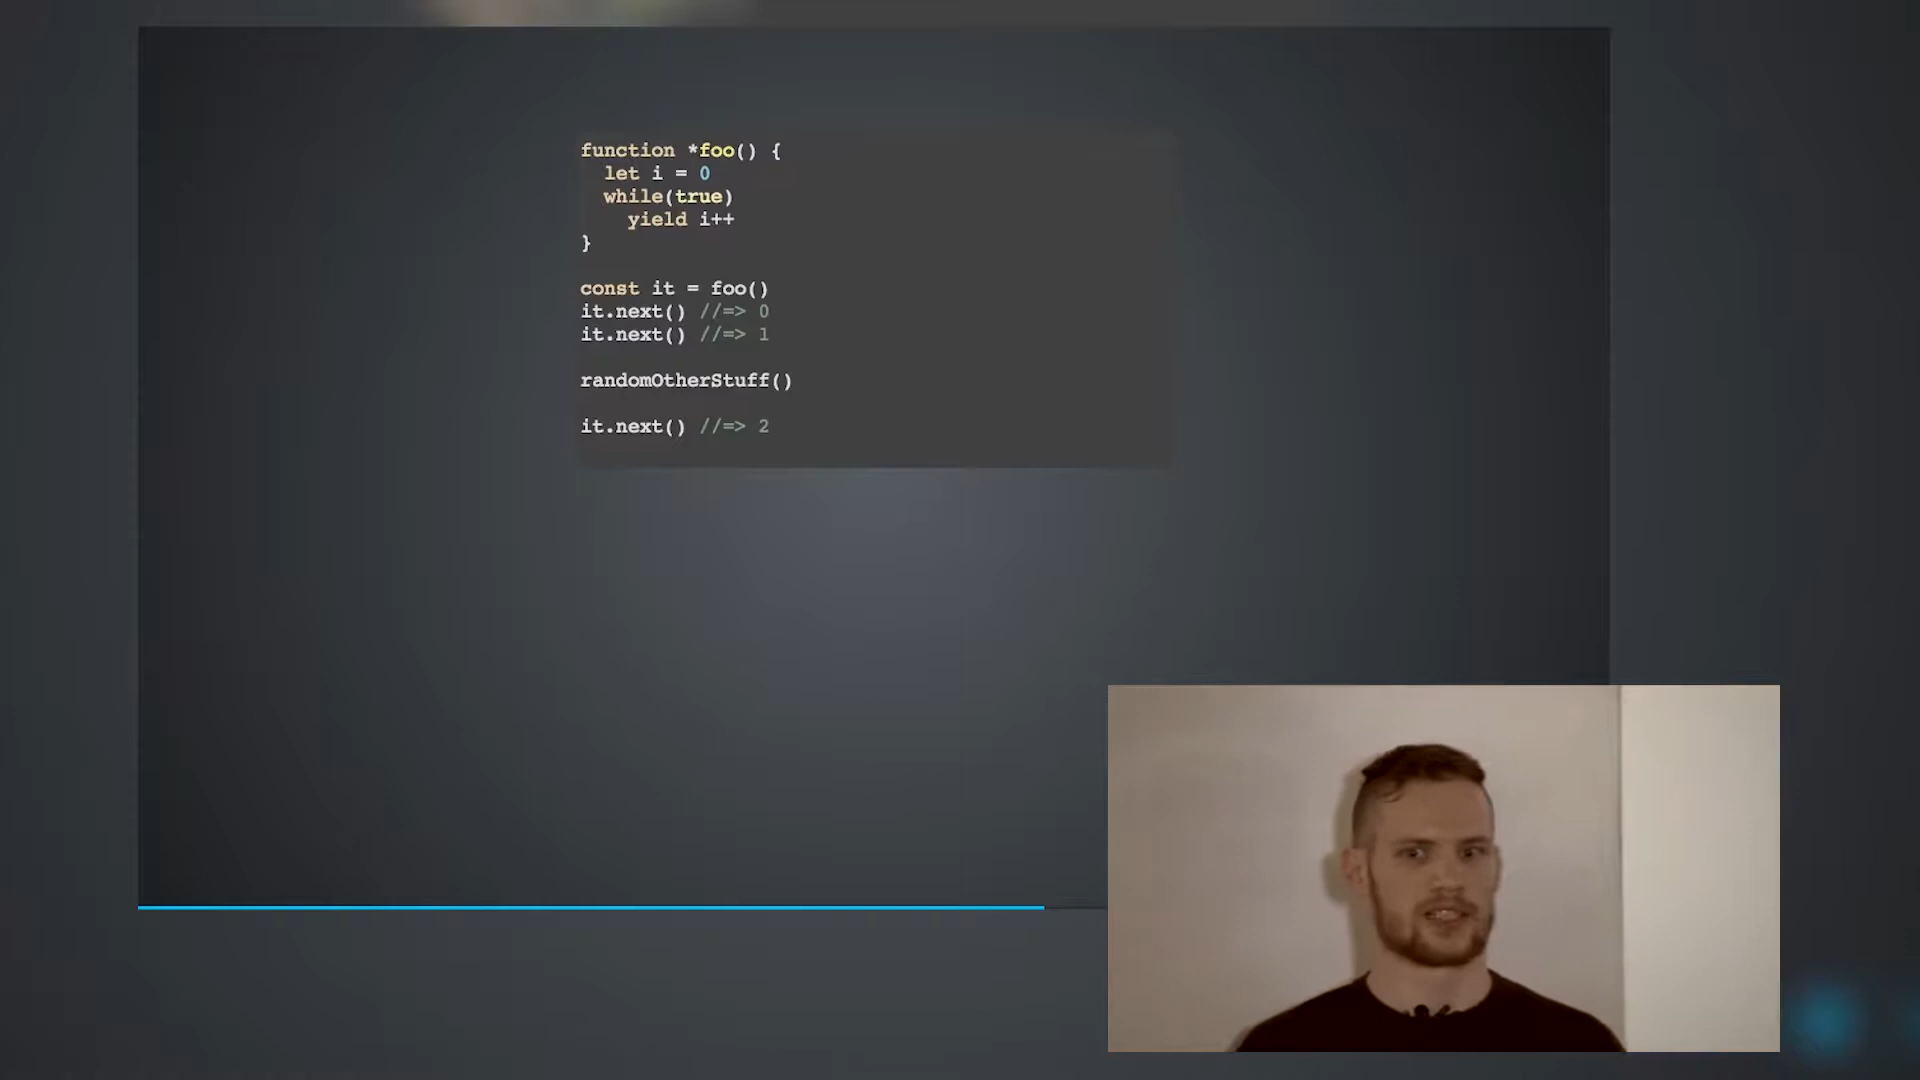 function *foo() {
let i = 0
while(true)
yield i++
}
const it = foo()
it.next() //=> 0
it.next() //=> 1
randomOtherStuff()
it.next() //=> 2